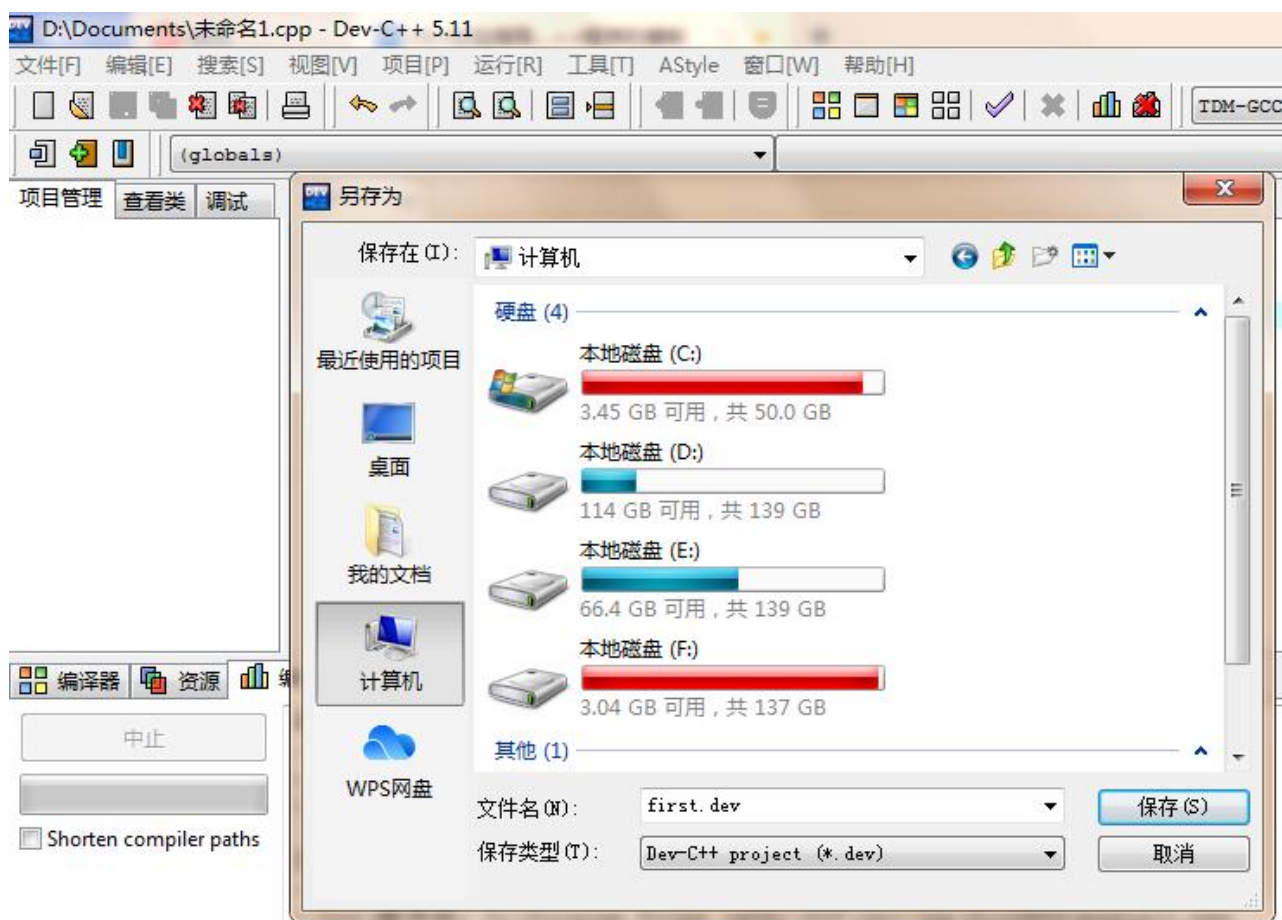 D:\Documents\未命名1.cpp - Dev-C++ 5.11
文件[F] 编辑[E] 搜索[S] 视图[V] 项目[P] 运行[R] 工具[T] AStyle 窗口[W] 帮助[H]
TDM-GCC
(globals)
项目管理 查看类 调试
另存为
保存在(I): 计算机
最近使用的项目
桌面
我的文档
计算机
WPS网盘
硬盘 (4)
本地磁盘 (C:)
3.45 GB 可用，共 50.0 GB
本地磁盘 (D:)
114 GB 可用，共 139 GB
本地磁盘 (E:)
66.4 GB 可用，共 139 GB
本地磁盘 (F:)
3.04 GB 可用，共 137 GB
其他 (1)
文件名(N): first.dev 保存(S)
保存类型(T): Dev-C++ project (*.dev) 取消
编译器 资源
中止
Shorten compiler paths